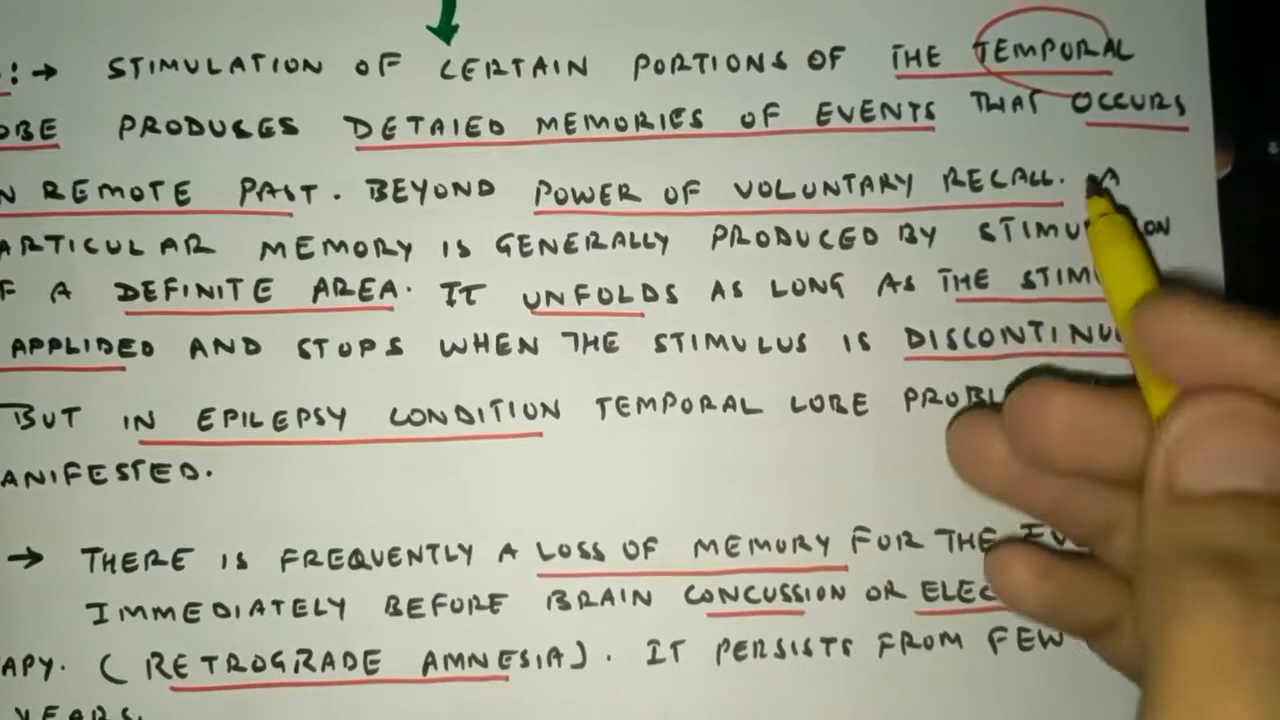 :→ STIMULATION OF CERTAIN PORTIONS OF THE TEMPORAL
OBE PRODUCES DETAIED MEMORIES OF EVENTS THAT OCCURS
N REMOTE PAST. BEYOND POWER OF VOLUNTARY RECALL. A
ARTICULAR MEMORY IS GENERALLY PRODUCED BY STIMU ON
F A DEFINITE AREA. IT UNFOLDS AS LONG AS THE STIM
APPLIDED AND STOPS WHEN THE STIMULUS IS DISCONTINU
BUT IN EPILEPSY CONDITION TEMPORAL LOBE PROBL
ANIFESTED.
→ THERE IS FREQUENTLY A LOSS OF MEMORY FOR THE
IMMEDIATELY BEFORE BRAIN CONCUSSION OR ELEC
APY. (RETROGRADE AMNESIA). IT PERSISTS FROM FEW
YEARS.